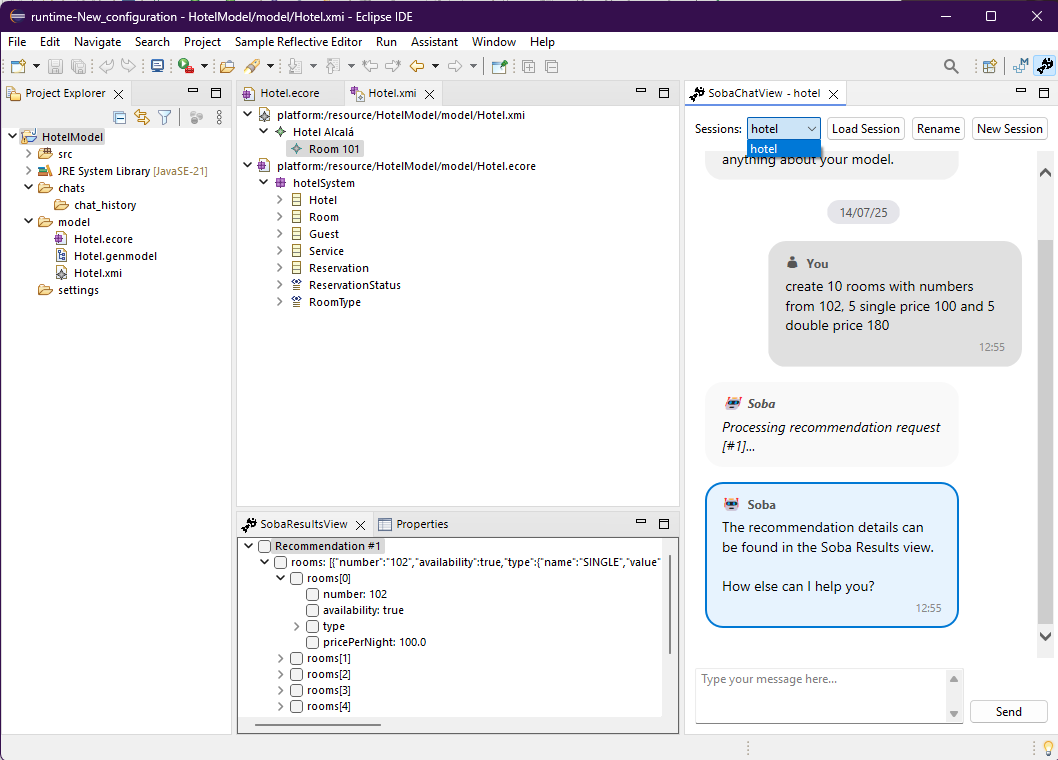 runtime-New_configuration - HotelModel/model/Hotel.xmi - Eclipse IDE
File Edit Navigate Search Project Sample Reflective Editor Run Assistant Window Help
Project Explorer
HotelModel
src
JRE System Library [JavaSE-21]
chats
chat_history
model
Hotel.ecore
Hotel.genmodel
Hotel.xmi
settings
Hotel.ecore
Hotel.xmi
platform:/resource/HotelModel/model/Hotel.xmi
Hotel Alcalá
Room 101
platform:/resource/HotelModel/model/Hotel.ecore
hotelSystem
Hotel
Room
Guest
Service
Reservation
ReservationStatus
RoomType
SobaResultsView
Properties
Recommendation #1
rooms: [{"number":"102","availability":true,"type":{"name":"SINGLE","value"
rooms[0]
number: 102
availability: true
type
pricePerNight: 100.0
rooms[1]
rooms[2]
rooms[3]
rooms[4]
SobaChatView - hotel
Sessions: hotel Load Session Rename New Session
hotel
anything about your model.
14/07/25
You
create 10 rooms with numbers
from 102, 5 single price 100 and 5
double price 180
12:55
Soba
Processing recommendation request
[#1]...
Soba
The recommendation details can
be found in the Soba Results view.
How else can I help you?
12:55
Type your message here...
Send